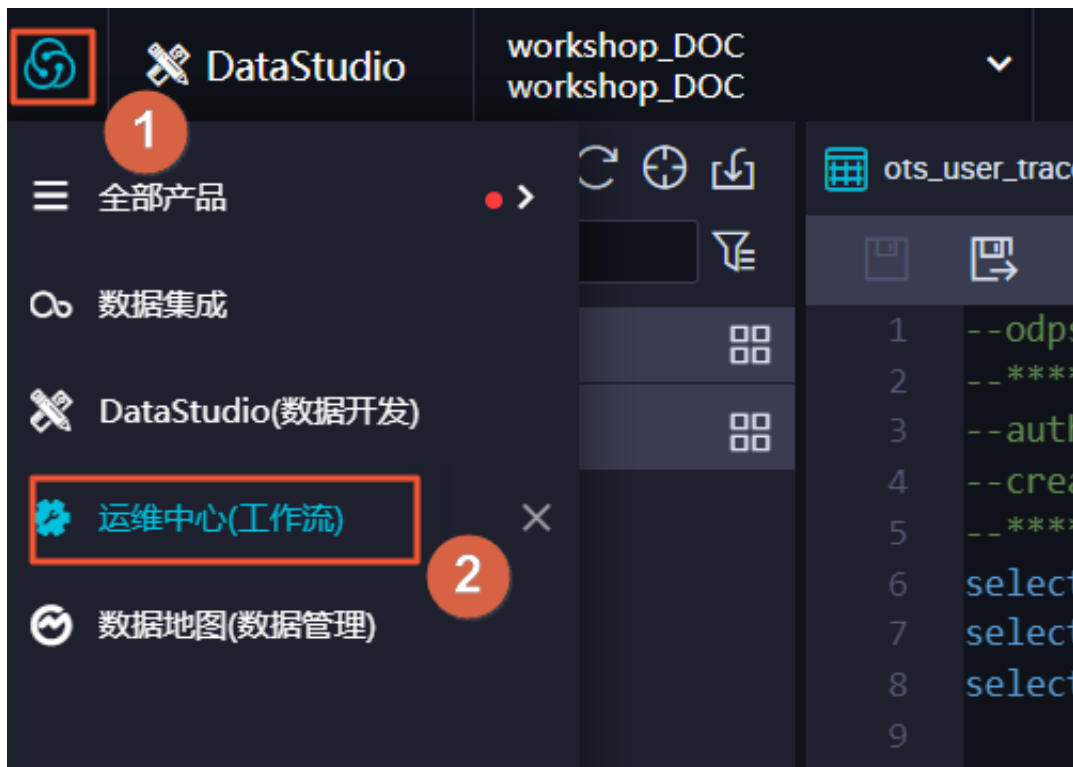 DataStudio
workshop_DOC
workshop_DOC
1
全部产品
数据集成
DataStudio(数据开发)
运维中心(工作流)
2
数据地图(数据管理)
ots_user_trac
1 --odps
2 --****
3 --auth
4 --crea
5 --****
6 select
7 select
8 select
9